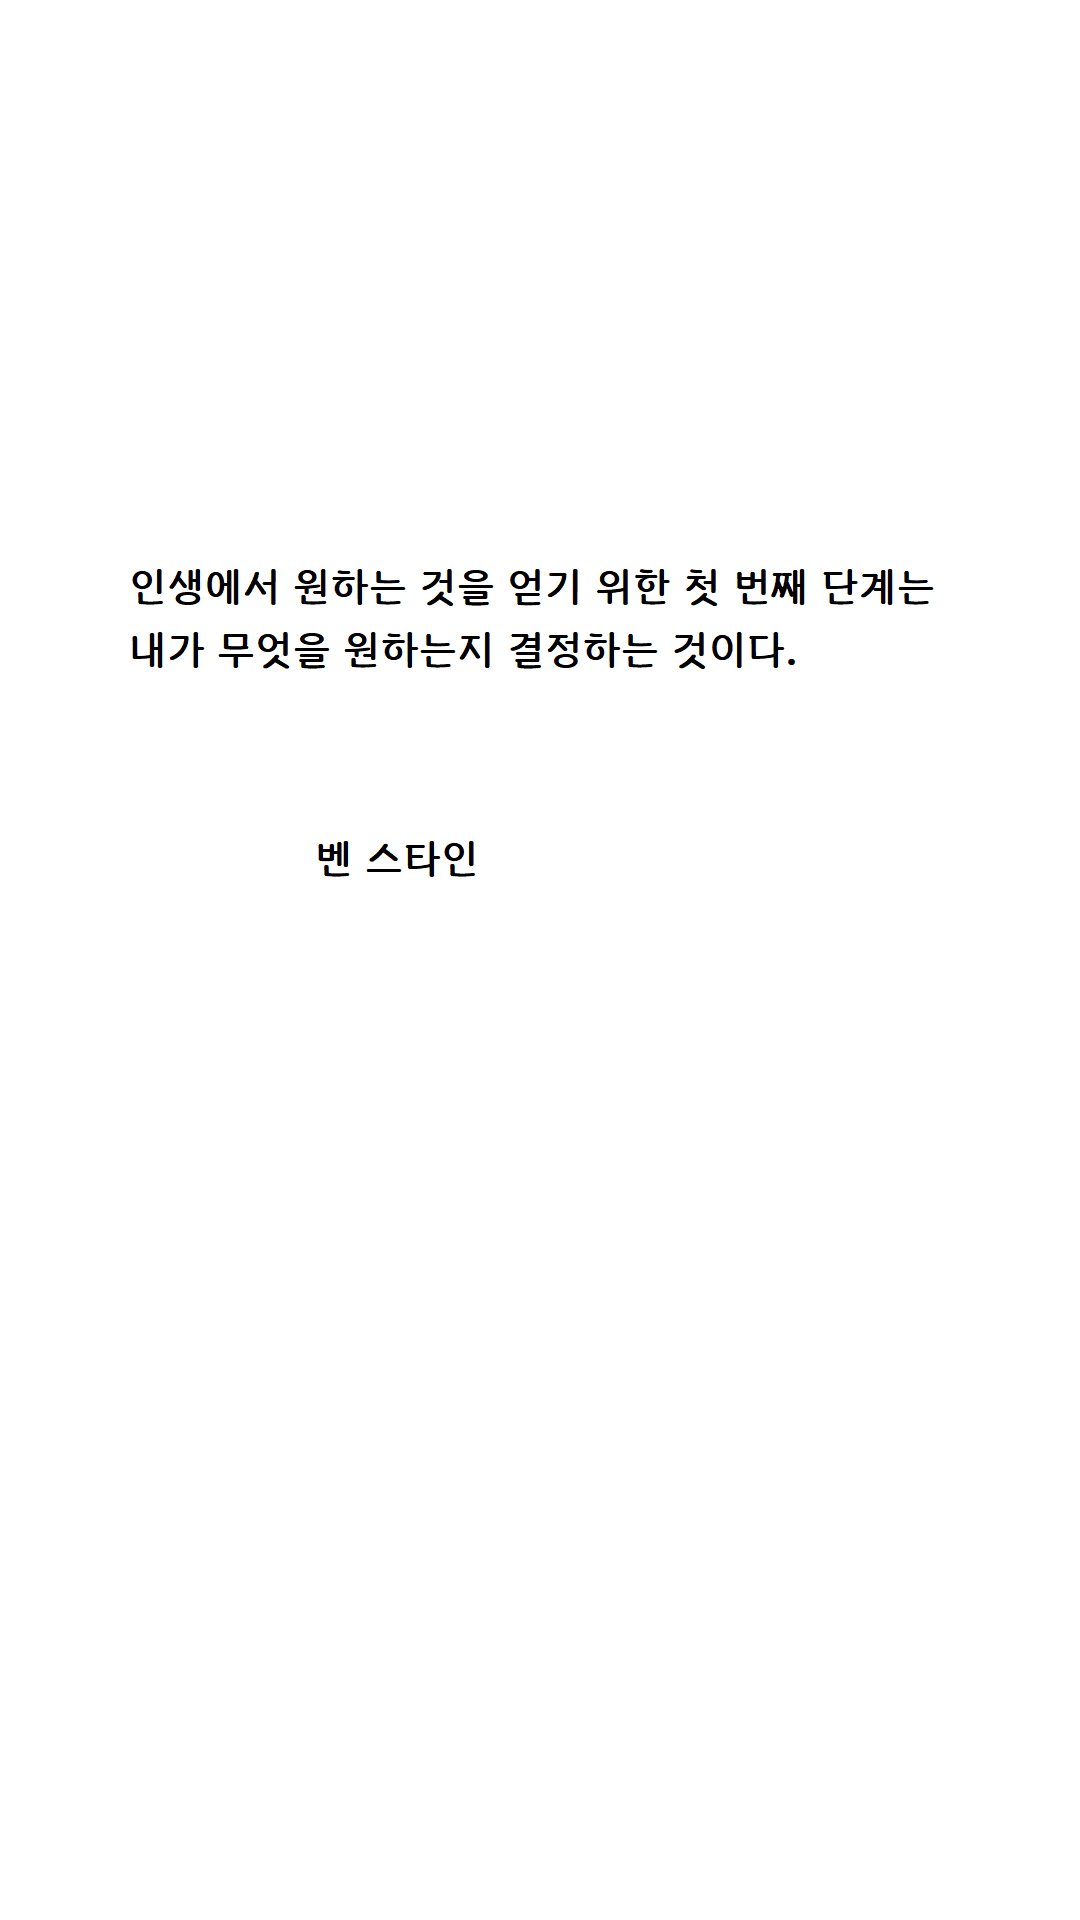 인생에서 원하는 것을 얻기 위한 첫 번째 단계는
내가 무엇을 원하는지 결정하는 것이다.
벤 스타인